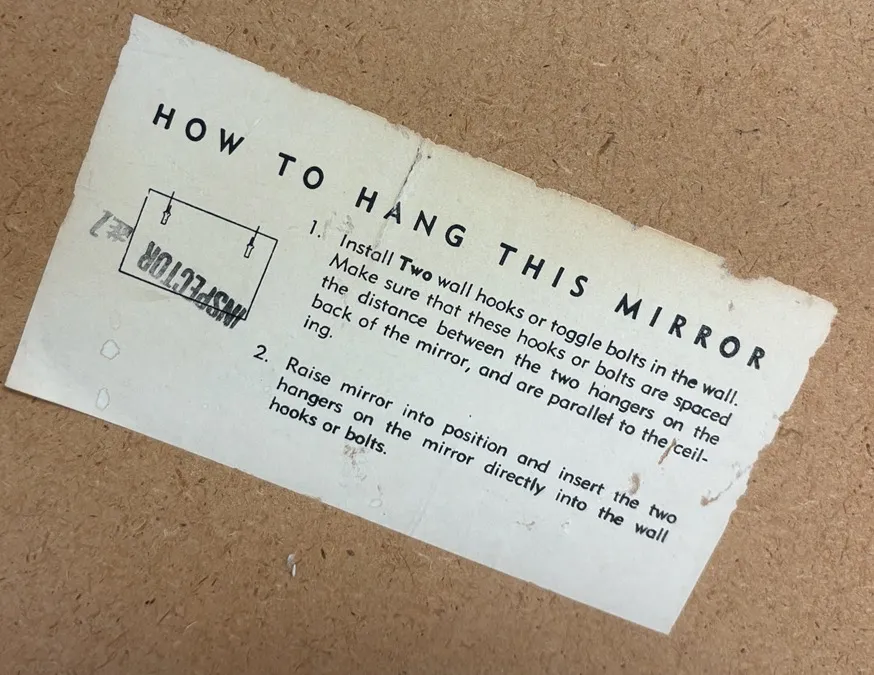 HOW TO HANG THIS MIRROR
1. Install Two wall hooks or toggle bolts in the wall.
Make sure that these hooks or bolts are spaced
the distance between the two hangers on the
back of the mirror, and are parallel to the ceil-
ing.
2. Raise mirror into position and insert the two
hangers on the mirror directly into the wall
hooks or bolts.
INSPECTOR